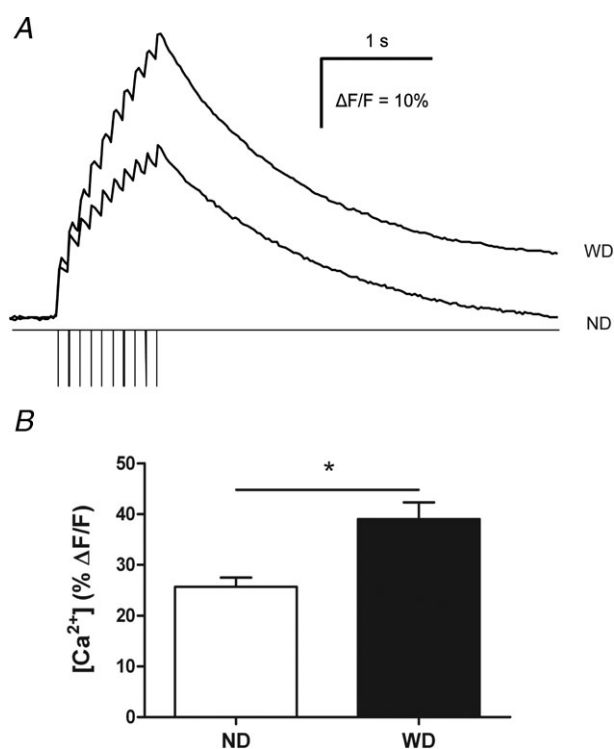 A
1 s
ΔF/F = 10%
WD
ND
B
50
40
30
20
10
0
*
[Ca²⁺] (% ΔF/F)
ND
WD